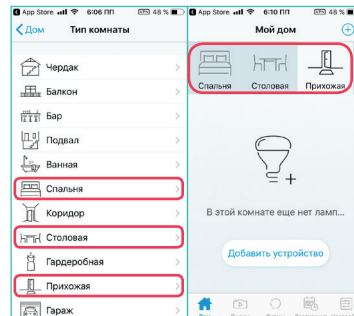 App Store 6:06 ПП 48 %
Дом Тип комнаты
Чердак
Балкон
Бар
Подвал
Ванная
Спальня
Коридор
Столовая
Гардеробная
Прихожая
Гараж
App Store 6:10 ПП 48 %
Мой дом
Спальня Столовая Прихожая
В этой комнате еще нет ламп...
Добавить устройство